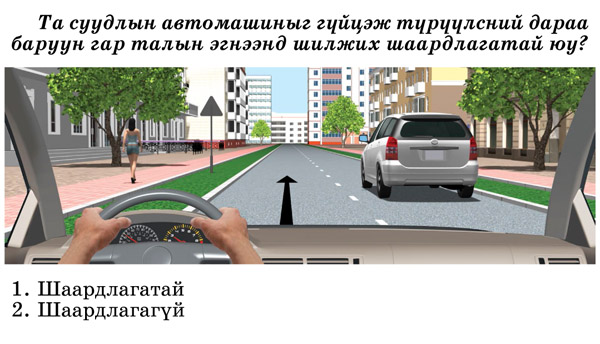 Та суудлын автомашиныг гүйцэж түрүүлсний дараа
баруун гар талын эгнээнд шилжих шаардлагатай юу?
1. Шаардлагатай
2. Шаардлагагүй